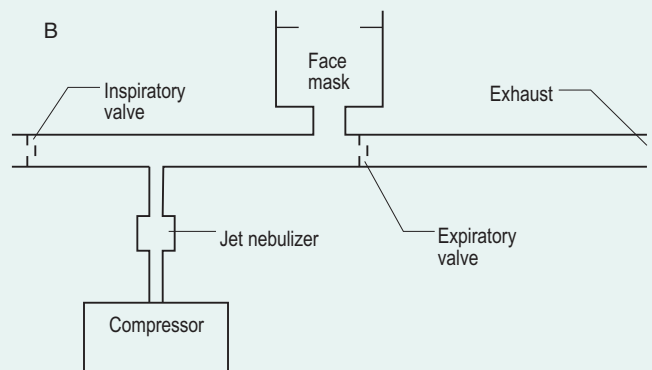 B
Face
mask
Inspiratory
valve
Exhaust
Jet nebulizer
Expiratory
valve
Compressor